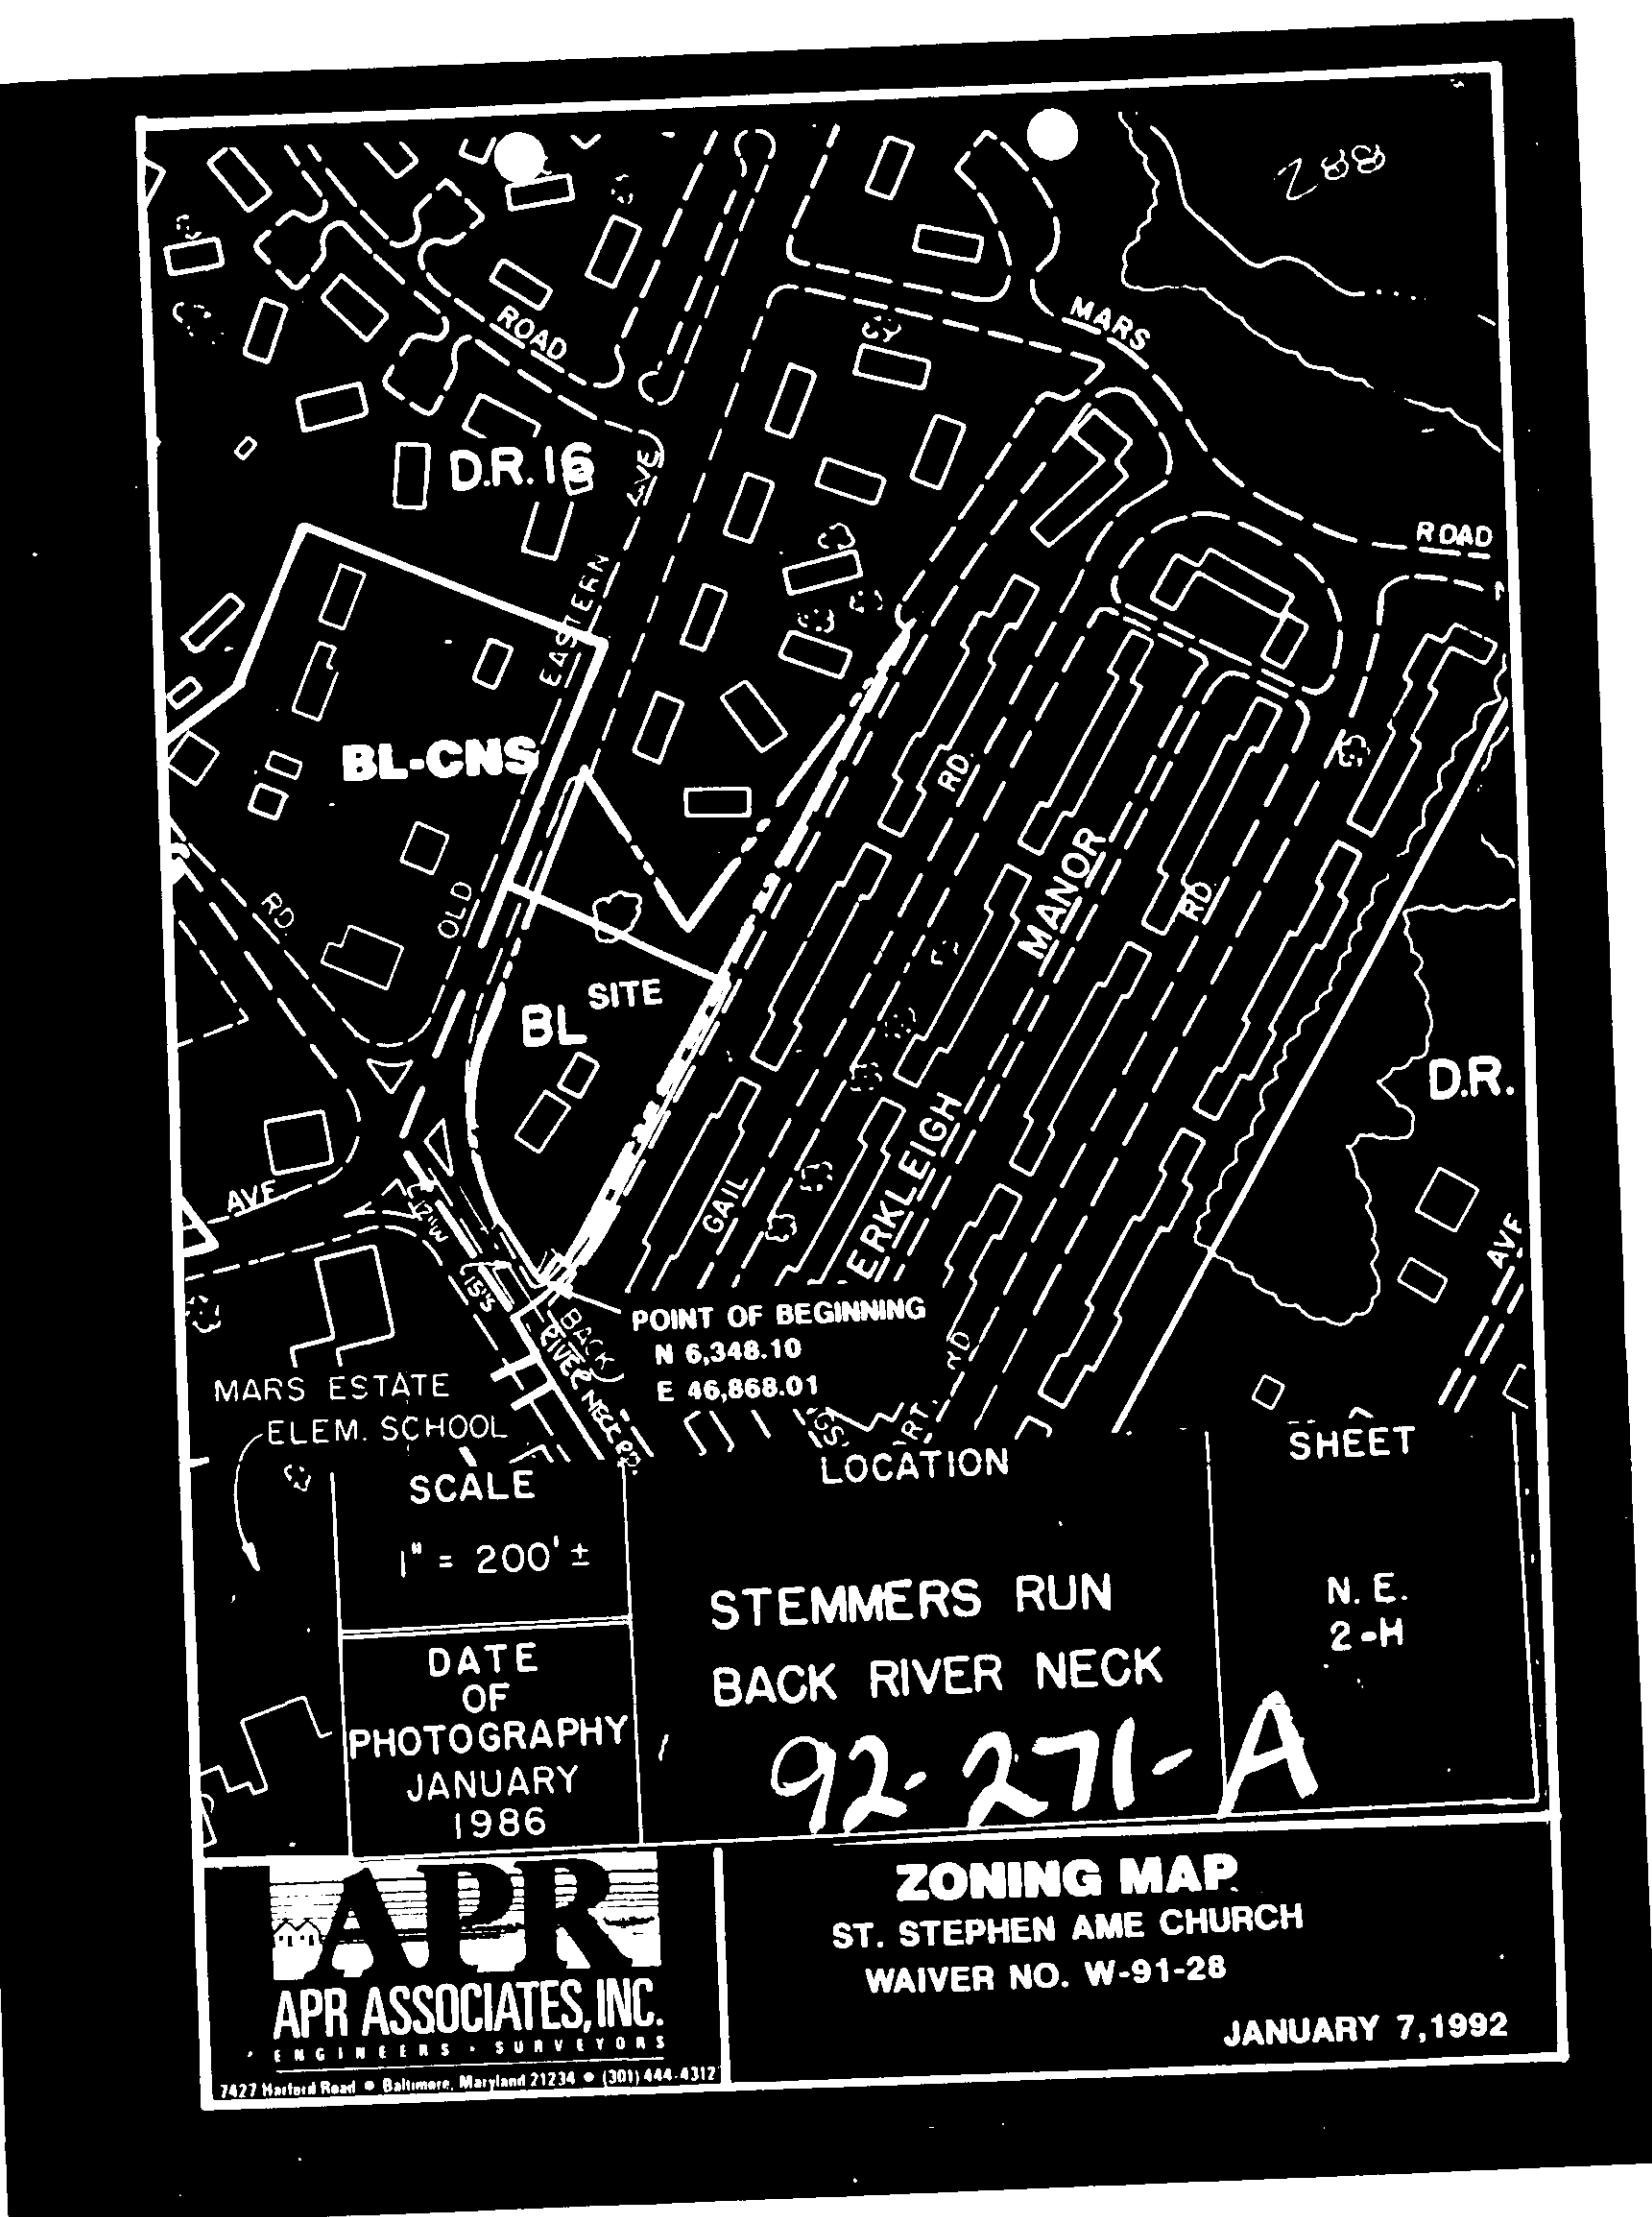 288
ROAD
MARS
D.R. 16
AVE
ROAD
EASTERN
BL-CNS
RD.
MANOR
RD
RD.
OLD
SITE
BL
D.R.
AVE
GAIL
ERKLEIGH
AVE
POINT OF BEGINNING
N 6,348.10
E 46,868.01
BACK
RIVER NECK RD.
12"W
15"S
RD
RT.
MARS ESTATE
ELEM. SCHOOL
SCALE
1" = 200' ±
DATE
OF
PHOTOGRAPHY
JANUARY
1986
LOCATION
STEMMERS RUN
BACK RIVER NECK
SHEET
N. E.
2-H
92-271-A
APR
APR ASSOCIATES, INC.
ENGINEERS • SURVEYORS
7427 Harford Road • Baltimore, Maryland 21234 • (301) 444-4312
ZONING MAP
ST. STEPHEN AME CHURCH
WAIVER NO. W-91-28
JANUARY 7, 1992